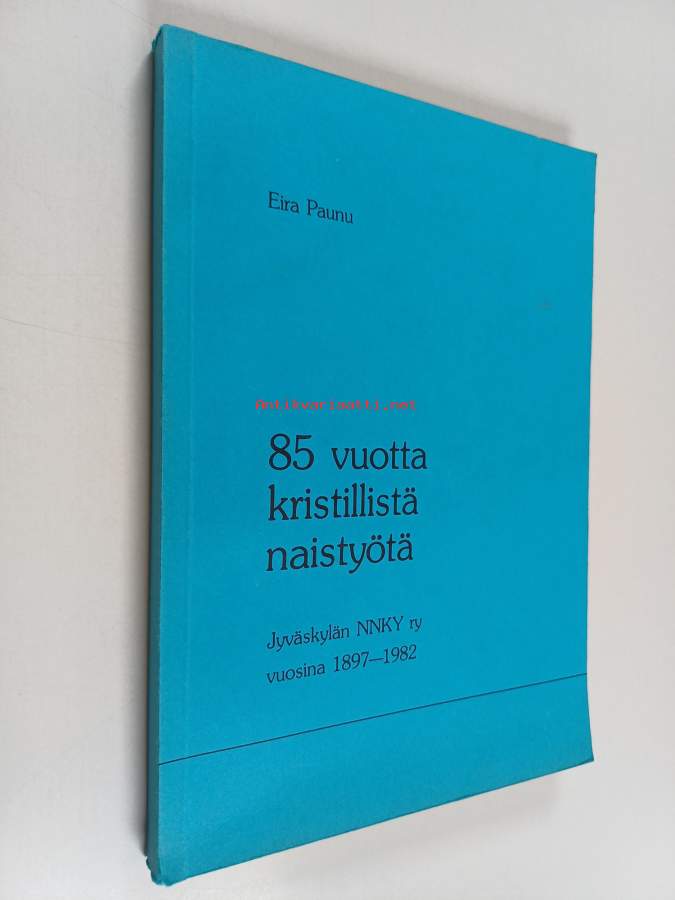 Eira Paunu
Antikvariaatti.net
85 vuotta
kristillistä
naistyötä
Jyväskylän NNKY ry
vuosina 1897—1982